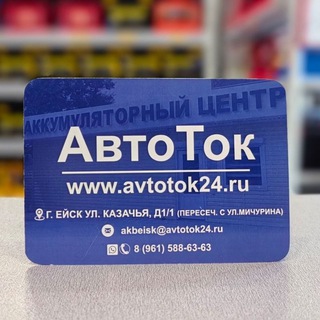 АККУМУЛЯТОРНЫЙ ЦЕНТР
АВТОТОК
www.avtotok24.ru
Г. ЕЙСК УЛ. КАЗАЧЬЯ, Д1/1 (ПЕРЕСЕЧ. С УЛ.МИЧУРИНА)
akbeisk@avtotok24.ru
8 (961) 588-63-63